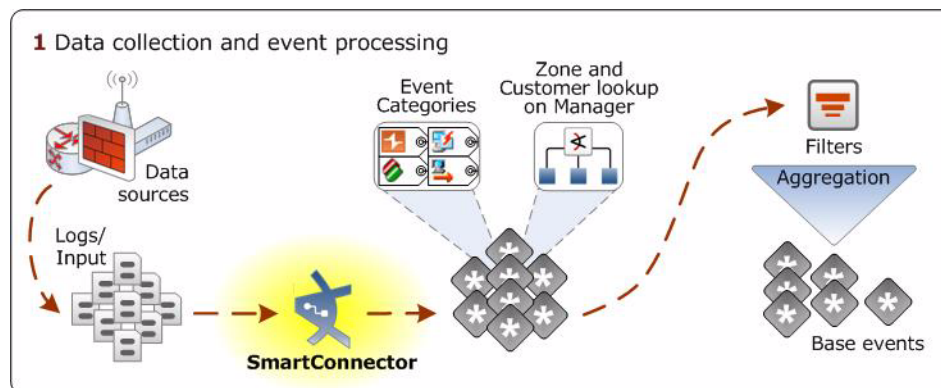 1 Data collection and event processing
Event
Categories
Zone and
Customer lookup
on Manager
Data
sources
Filters
Aggregation
Logs/
Input
SmartConnector
Base events